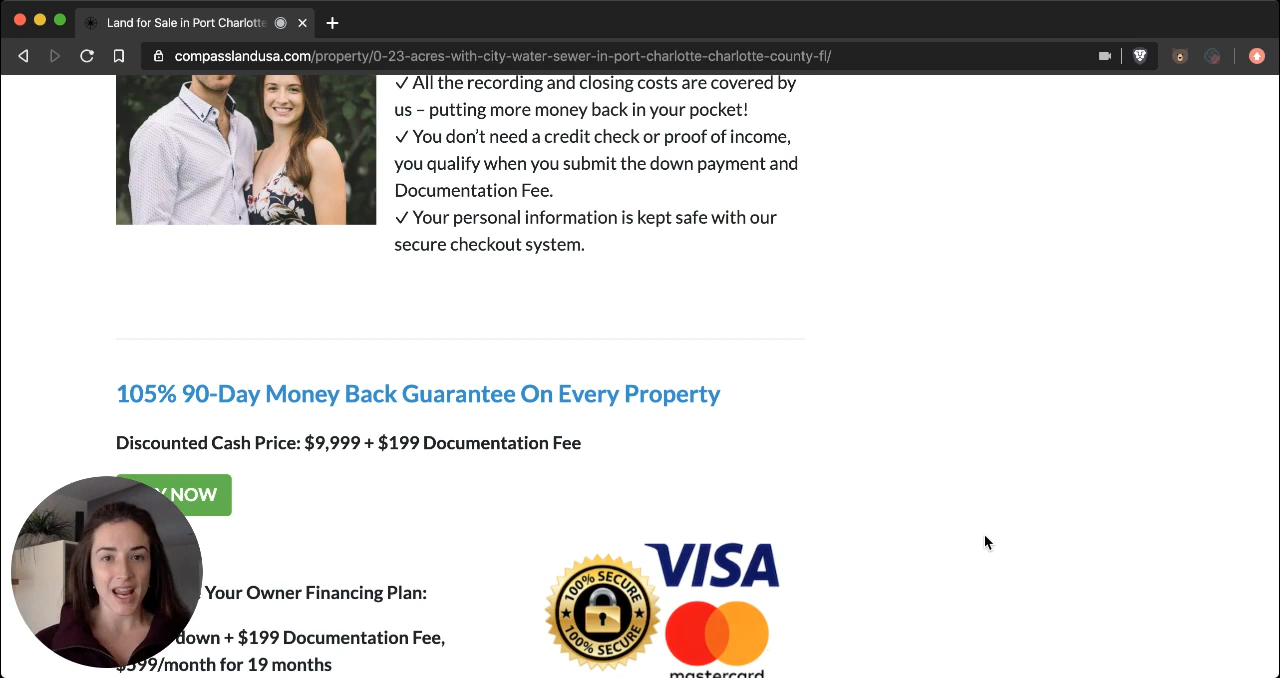 Land for Sale in Port Charlotte
compasslandusa.com/property/0-23-acres-with-city-water-sewer-in-port-charlotte-charlotte-county-fl/
✓ All the recording and closing costs are covered by
us – putting more money back in your pocket!
✓ You don't need a credit check or proof of income,
you qualify when you submit the down payment and
Documentation Fee.
✓ Your personal information is kept safe with our
secure checkout system.
105% 90-Day Money Back Guarantee On Every Property
Discounted Cash Price: $9,999 + $199 Documentation Fee
NOW
100% SECURE
100% SECURE
VISA
Your Owner Financing Plan:
down + $199 Documentation Fee,
/month for 19 months
mastercard